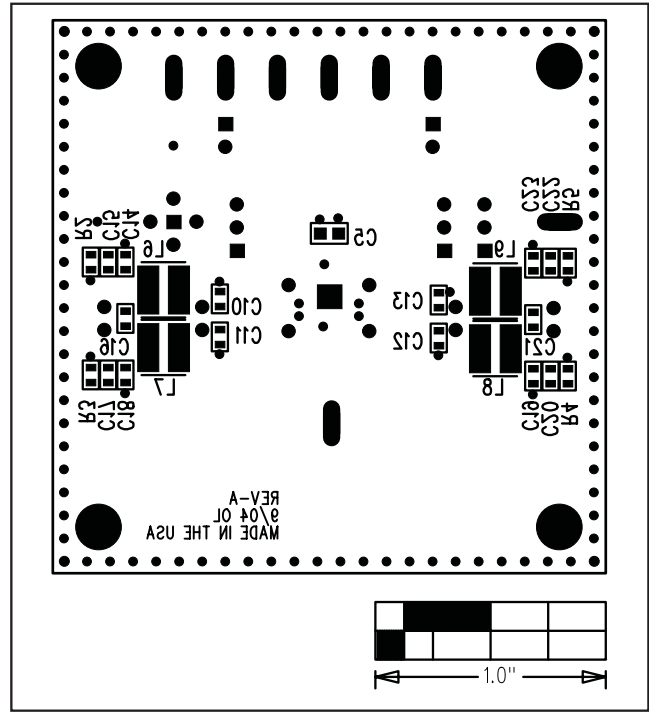 C23
C22
R5
R2
C15
C14
C5
L6
L9
C10
C13
C11
C12
C16
C21
L7
L8
R3
C17
C18
C19
C20
R4
REV-A
9/04 OL
MADE IN THE USA
1.0"